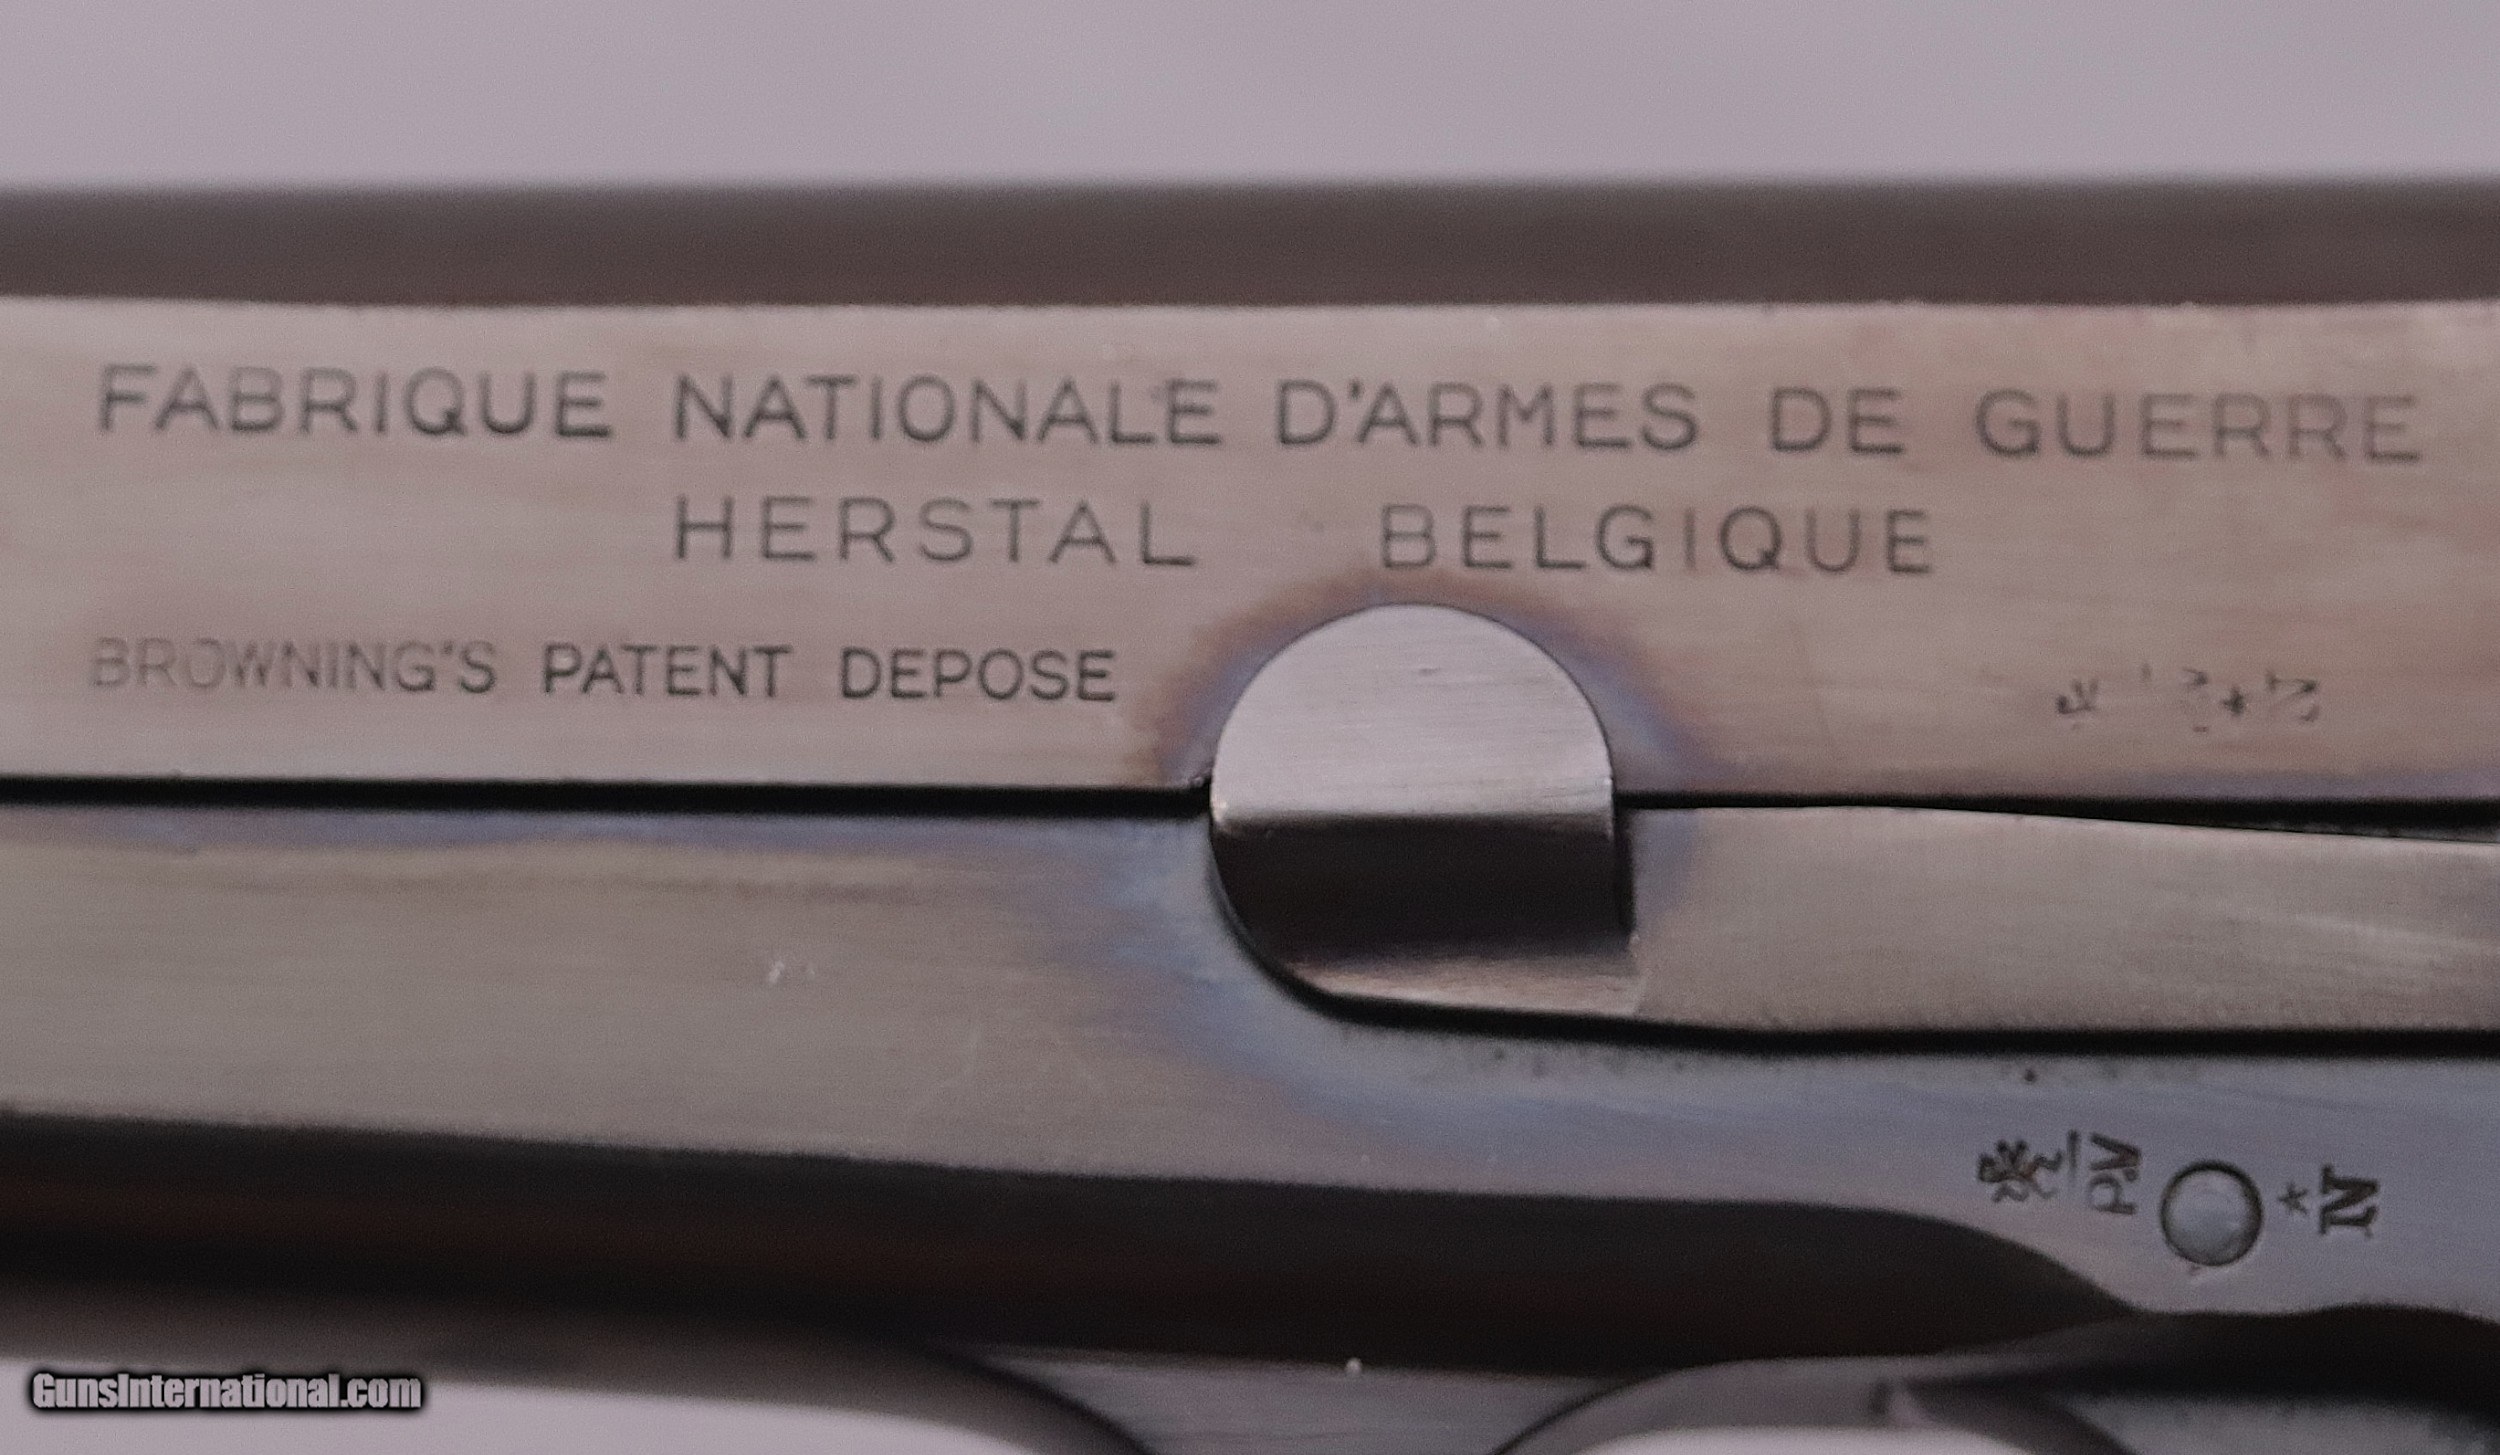 FABRIQUE NATIONALE D'ARMES DE GUERRE
HERSTAL BELGIQUE
BROWNING'S PATENT DEPOSE
P.V
*N
GunsInternational.com